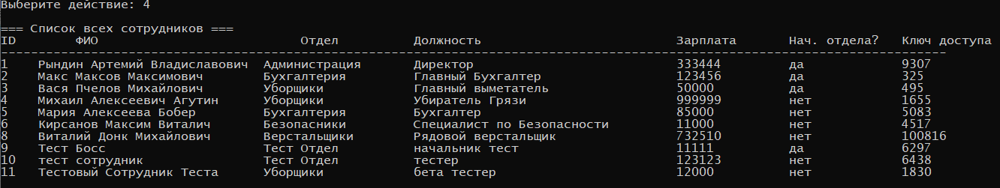 Выберите действие: 4
=== Список всех сотрудников ===
ID ФИО Отдел Должность Зарплата Нач. отдела? Ключ доступа
------------------------------------------------------------------------------------------------------------------------------
1 Рындин Артемий Владиславович Администрация Директор 333444 да 9307
2 Макс Максов Максимович Бухгалтерия Главный Бухгалтер 123456 да 325
3 Вася Пчелов Михайлович Уборщики Главный выметатель 50000 да 495
4 Михаил Алексеевич Агутин Уборщики Убиратель Грязи 999999 нет 1655
5 Мария Алексеева Бобер Бухгалтерия Бухгалтер 85000 нет 5083
6 Кирсанов Максим Виталич Безопасники Специалист по Безопасности 11000 нет 4517
8 Виталий Донк Михайлович Верстальщики Рядовой верстальщик 732510 нет 100816
9 Тест Босс Тест Отдел начальник тест 11111 да 6297
10 тест сотрудник Тест Отдел тестер 123123 нет 6438
11 Тестовый Сотрудник Теста Уборщики бета тестер 12000 нет 1830